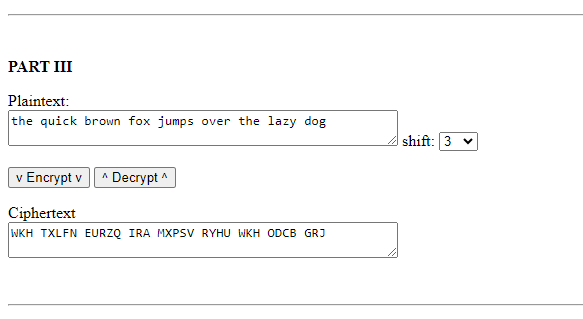 PART III
Plaintext:
the quick brown fox jumps over the lazy dog
shift: 3
v Encrypt v ^ Decrypt ^
Ciphertext
WKH TXLFN EURZQ IRA MXPSV RYHU WKH ODCB GRJ